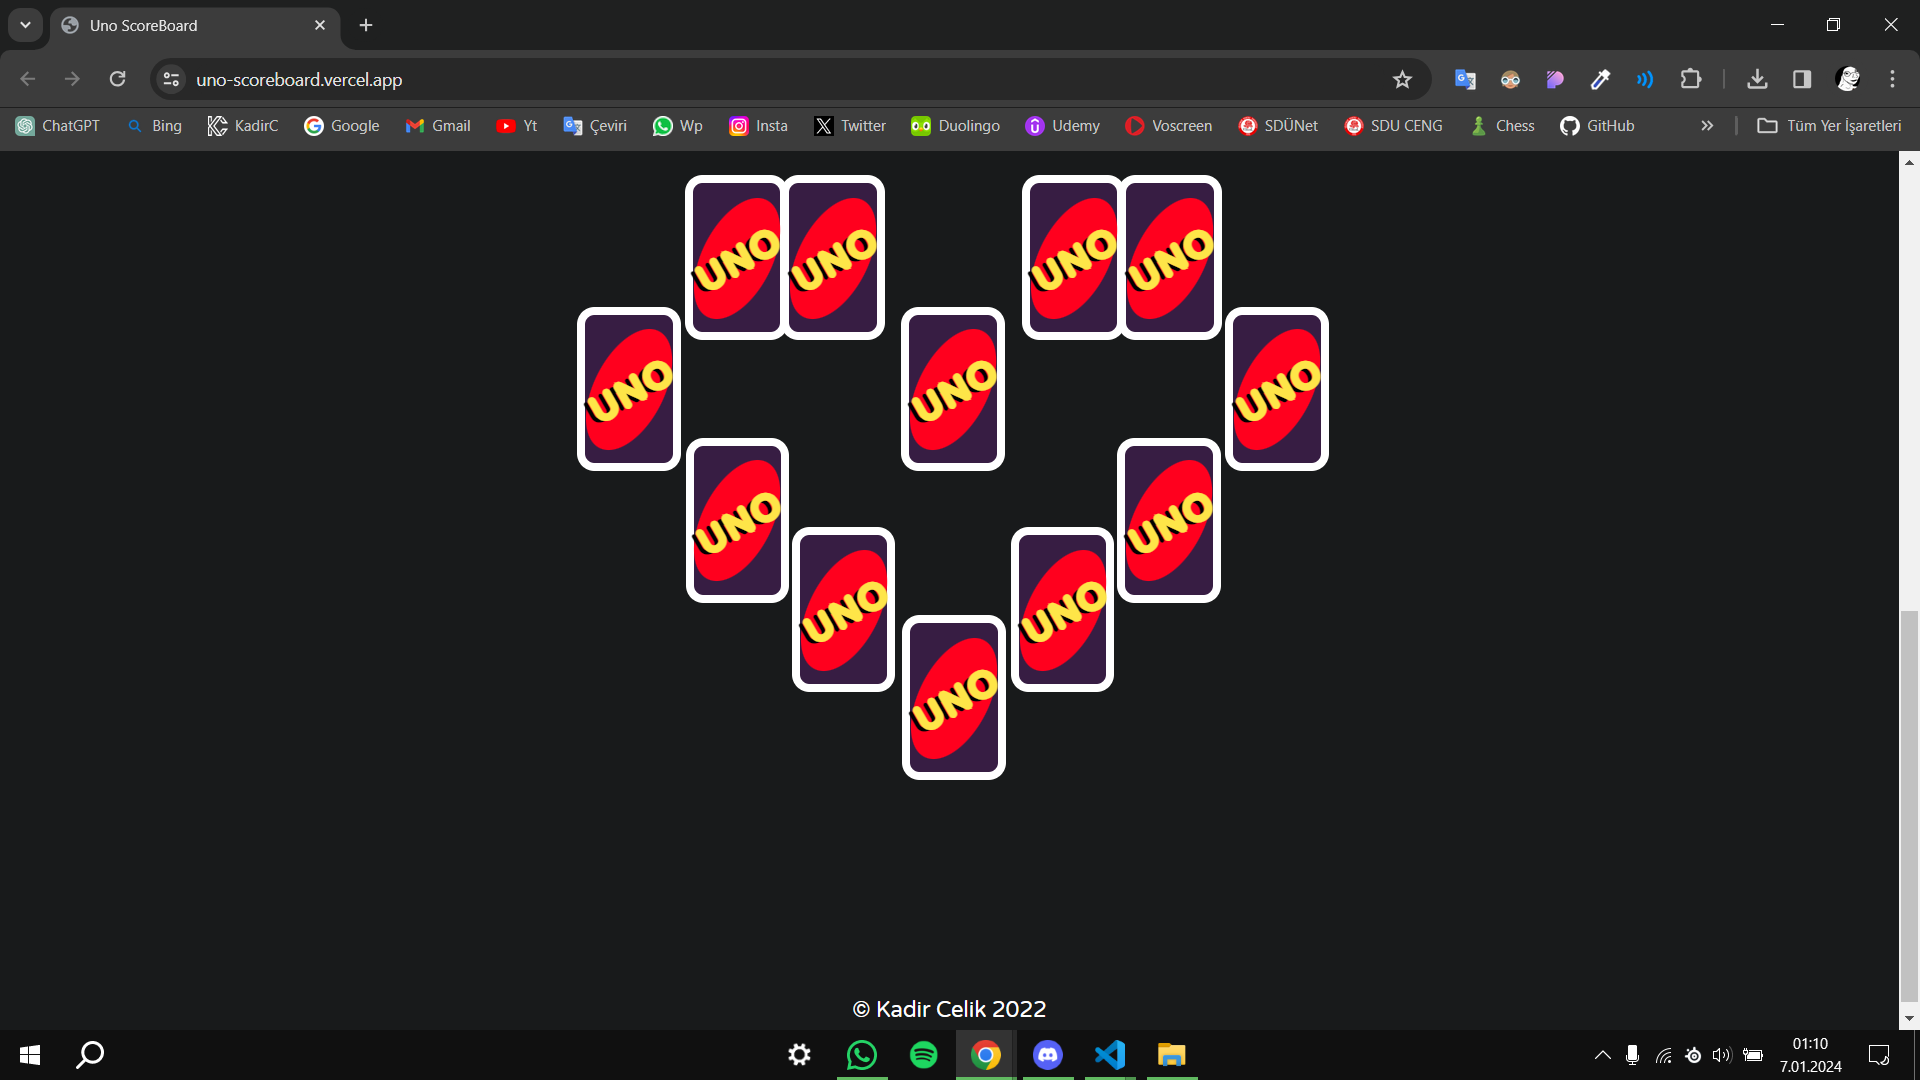 Uno ScoreBoard
uno-scoreboard.vercel.app
ChatGPT Bing KadirC Google Gmail Yt Çeviri Wp Insta Twitter Duolingo Udemy Voscreen SDÜNet SDU CENG Chess GitHub Tüm Yer İşaretleri
UNO UNO UNO UNO
UNO UNO UNO
UNO UNO
UNO UNO
UNO
© Kadir Celik 2022
01:10
7.01.2024